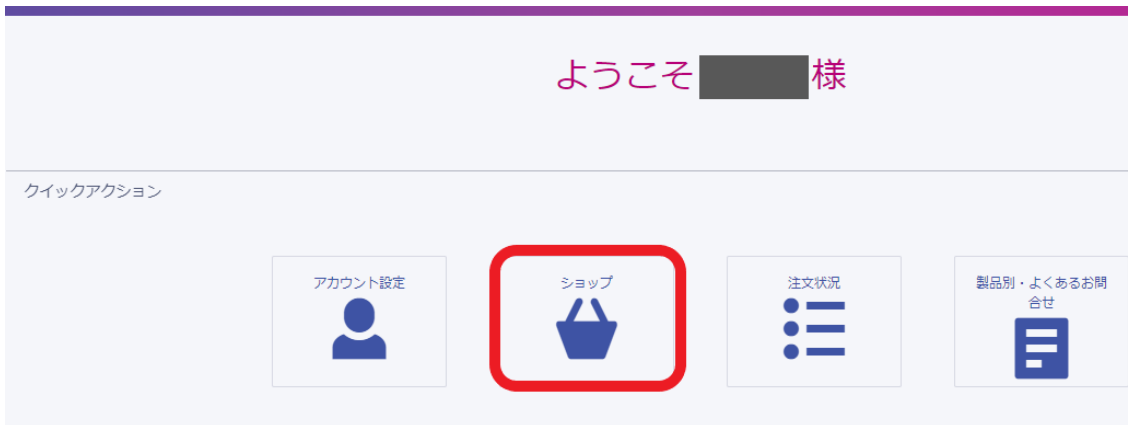 ようこそ 様
クイックアクション
アカウント設定
ショップ
注文状況
製品別・よくあるお問
合せ